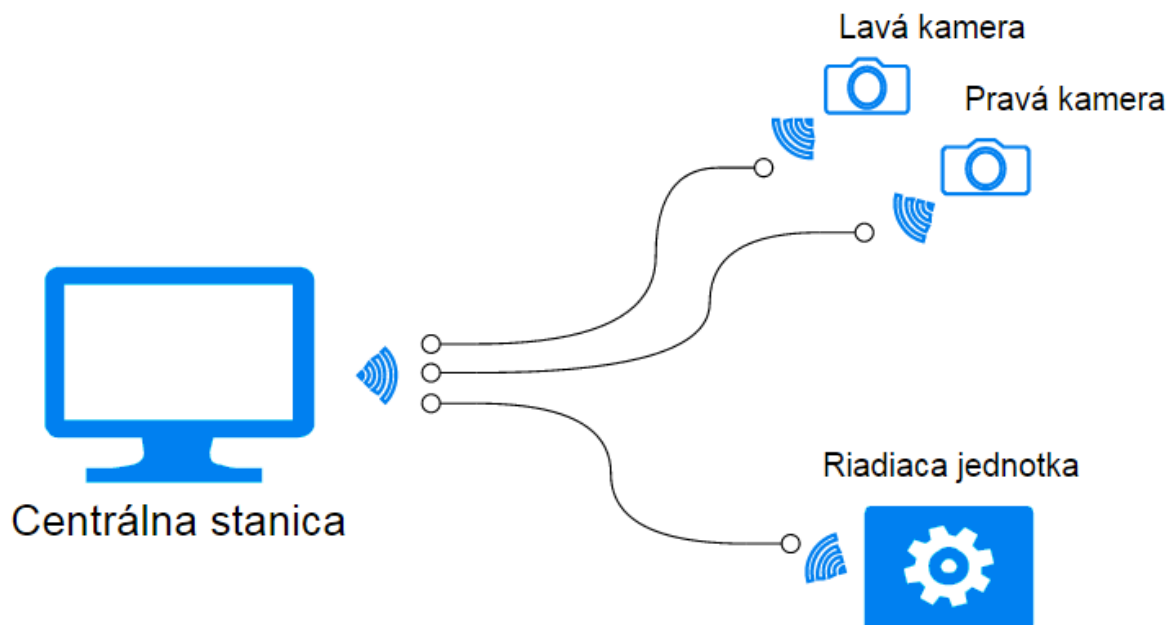 Lavá kamera
Pravá kamera
Centrálna stanica
Riadiaca jednotka